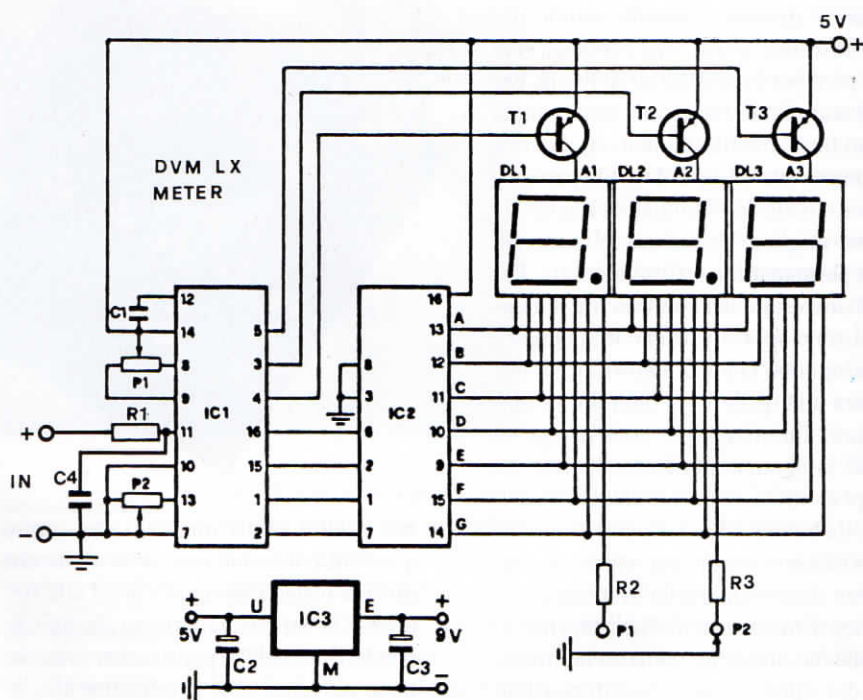 5 V
+
T1
T2
T3
DVM LX
METER
DL1
A1
DL2
A2
DL3
A3
12
C1
14
5
16
A
13
P1
8
3
8
B
12
9
4
3
C
11
R1
IC1
IC2
+
11
16
6
D
10
IN
C4
10
15
2
E
9
P2
13
1
1
F
15
−
2
7
G
14
R2
R3
P1
P2
+
U
IC3
E
+
5V
9V
C2
M
C3
−